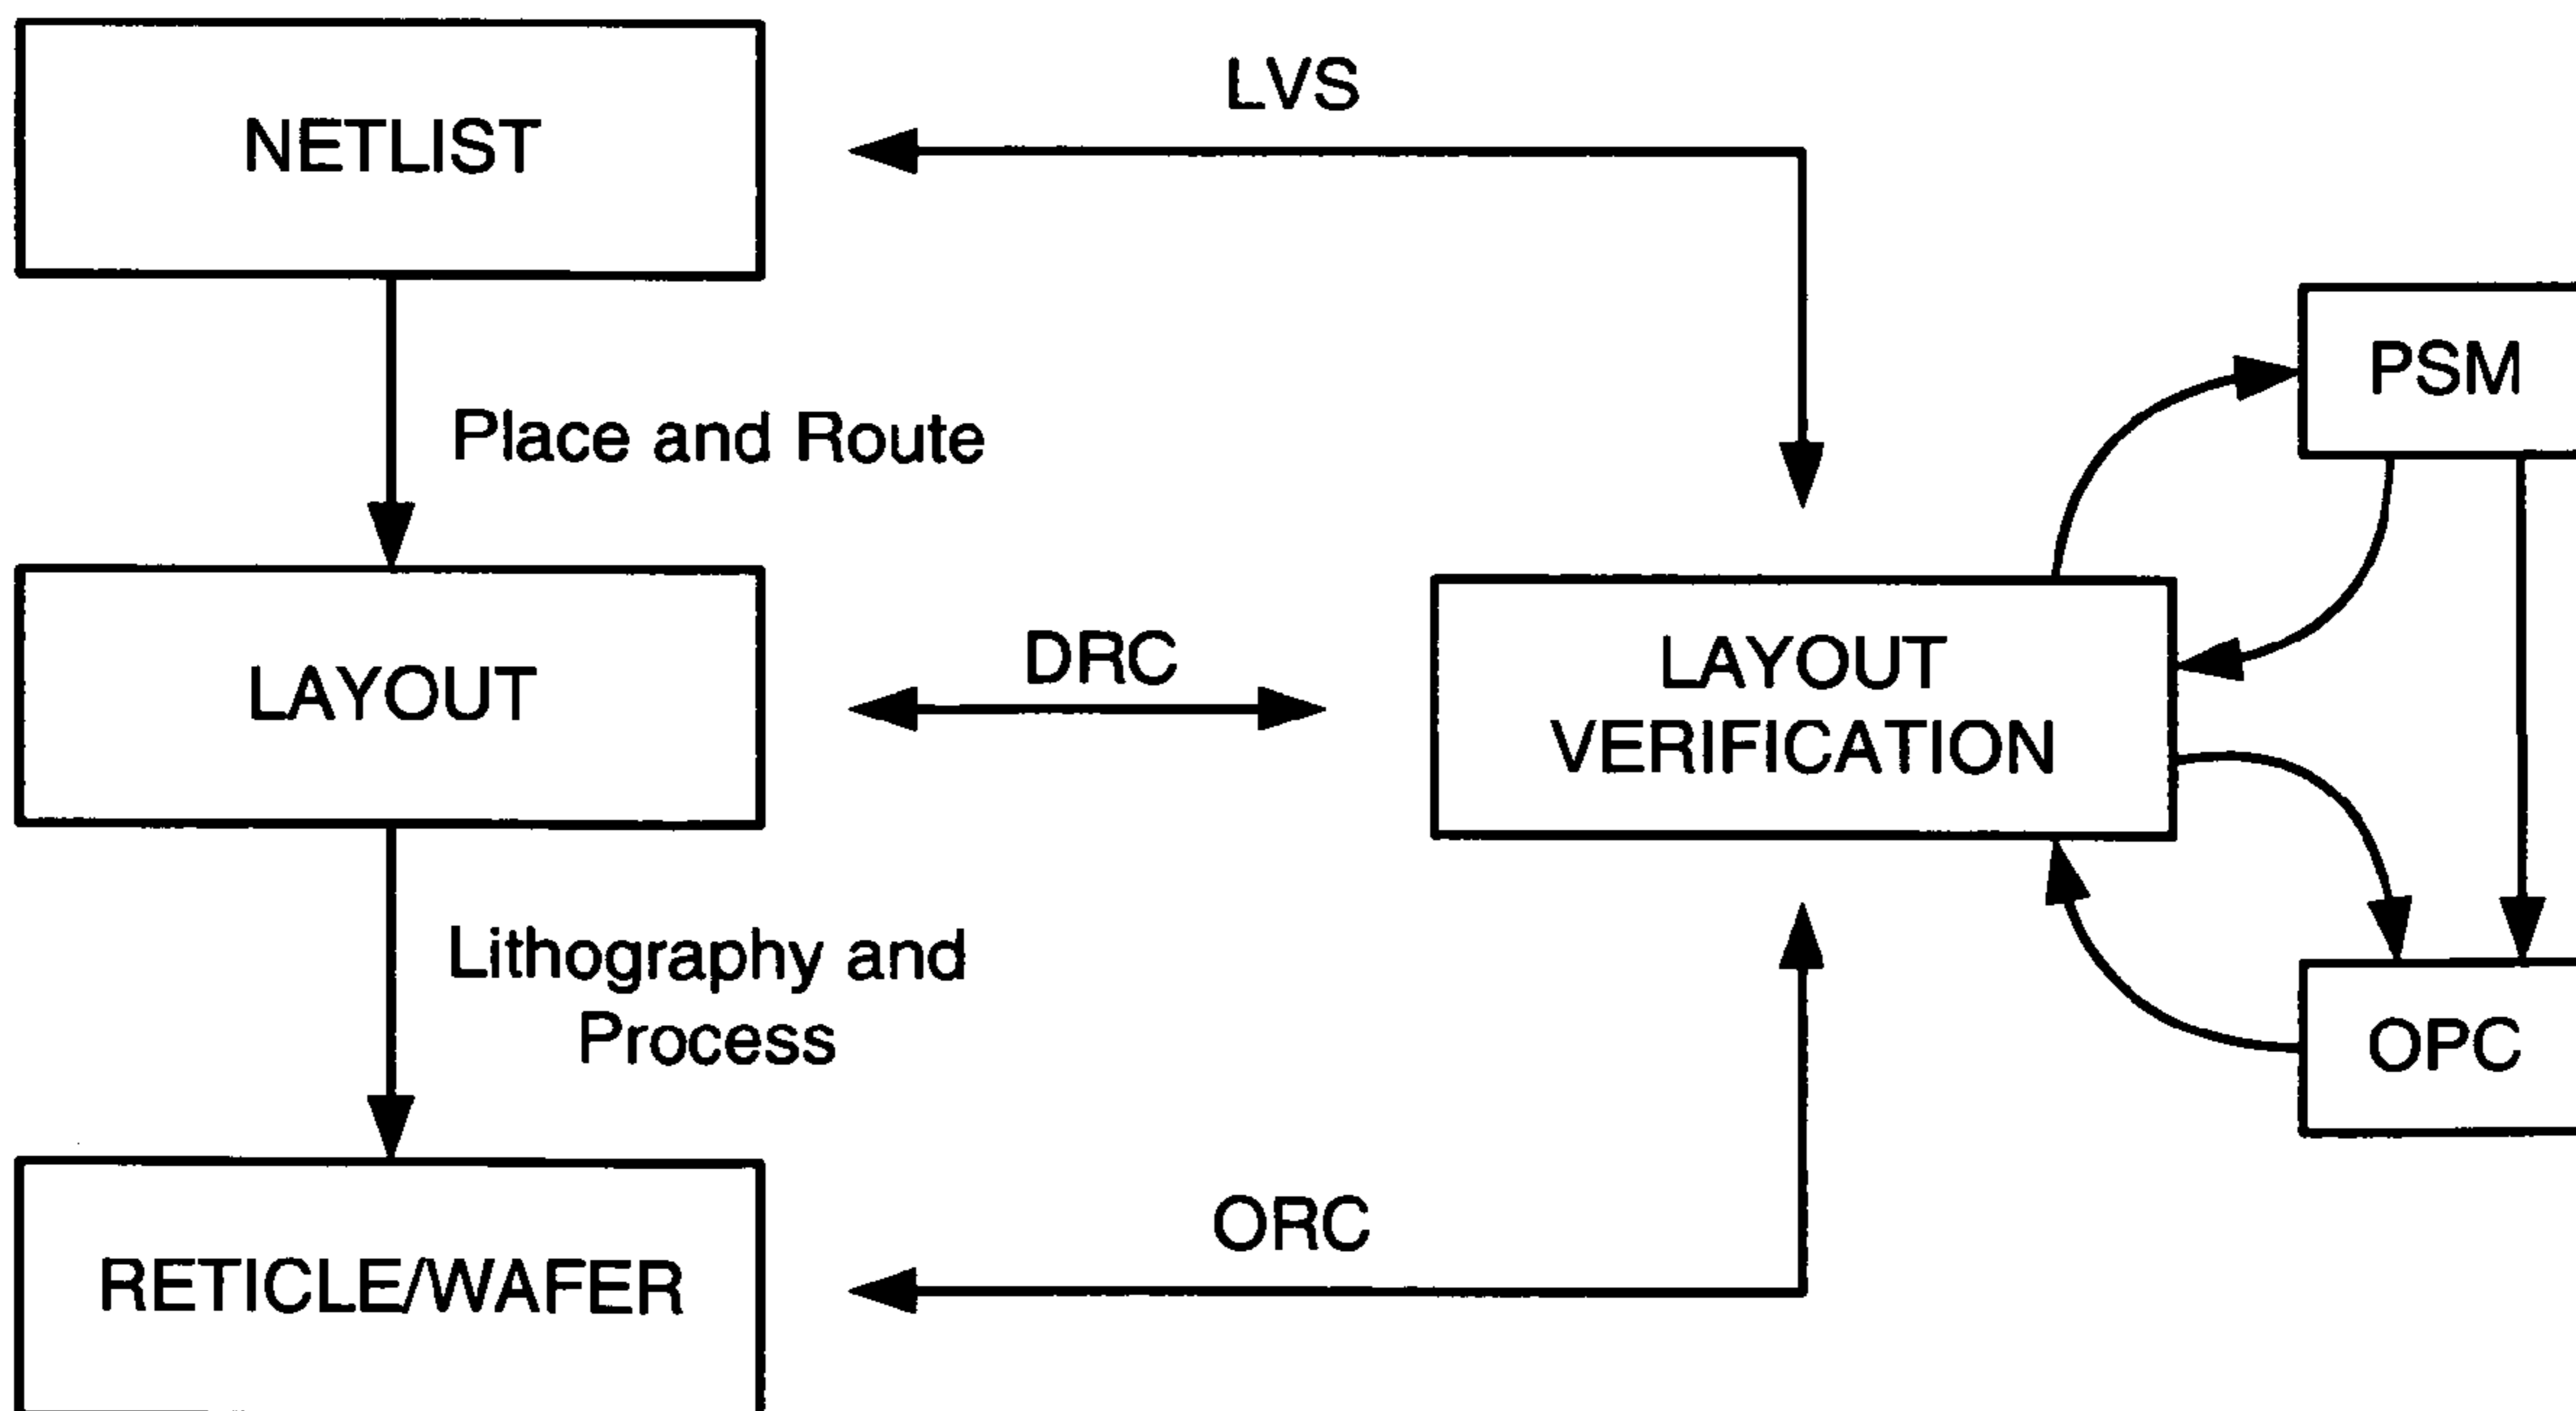 NETLIST
LVS
PSM
Place and Route
LAYOUT
DRC
LAYOUT
VERIFICATION
Lithography and
Process
OPC
RETICLE/WAFER
ORC